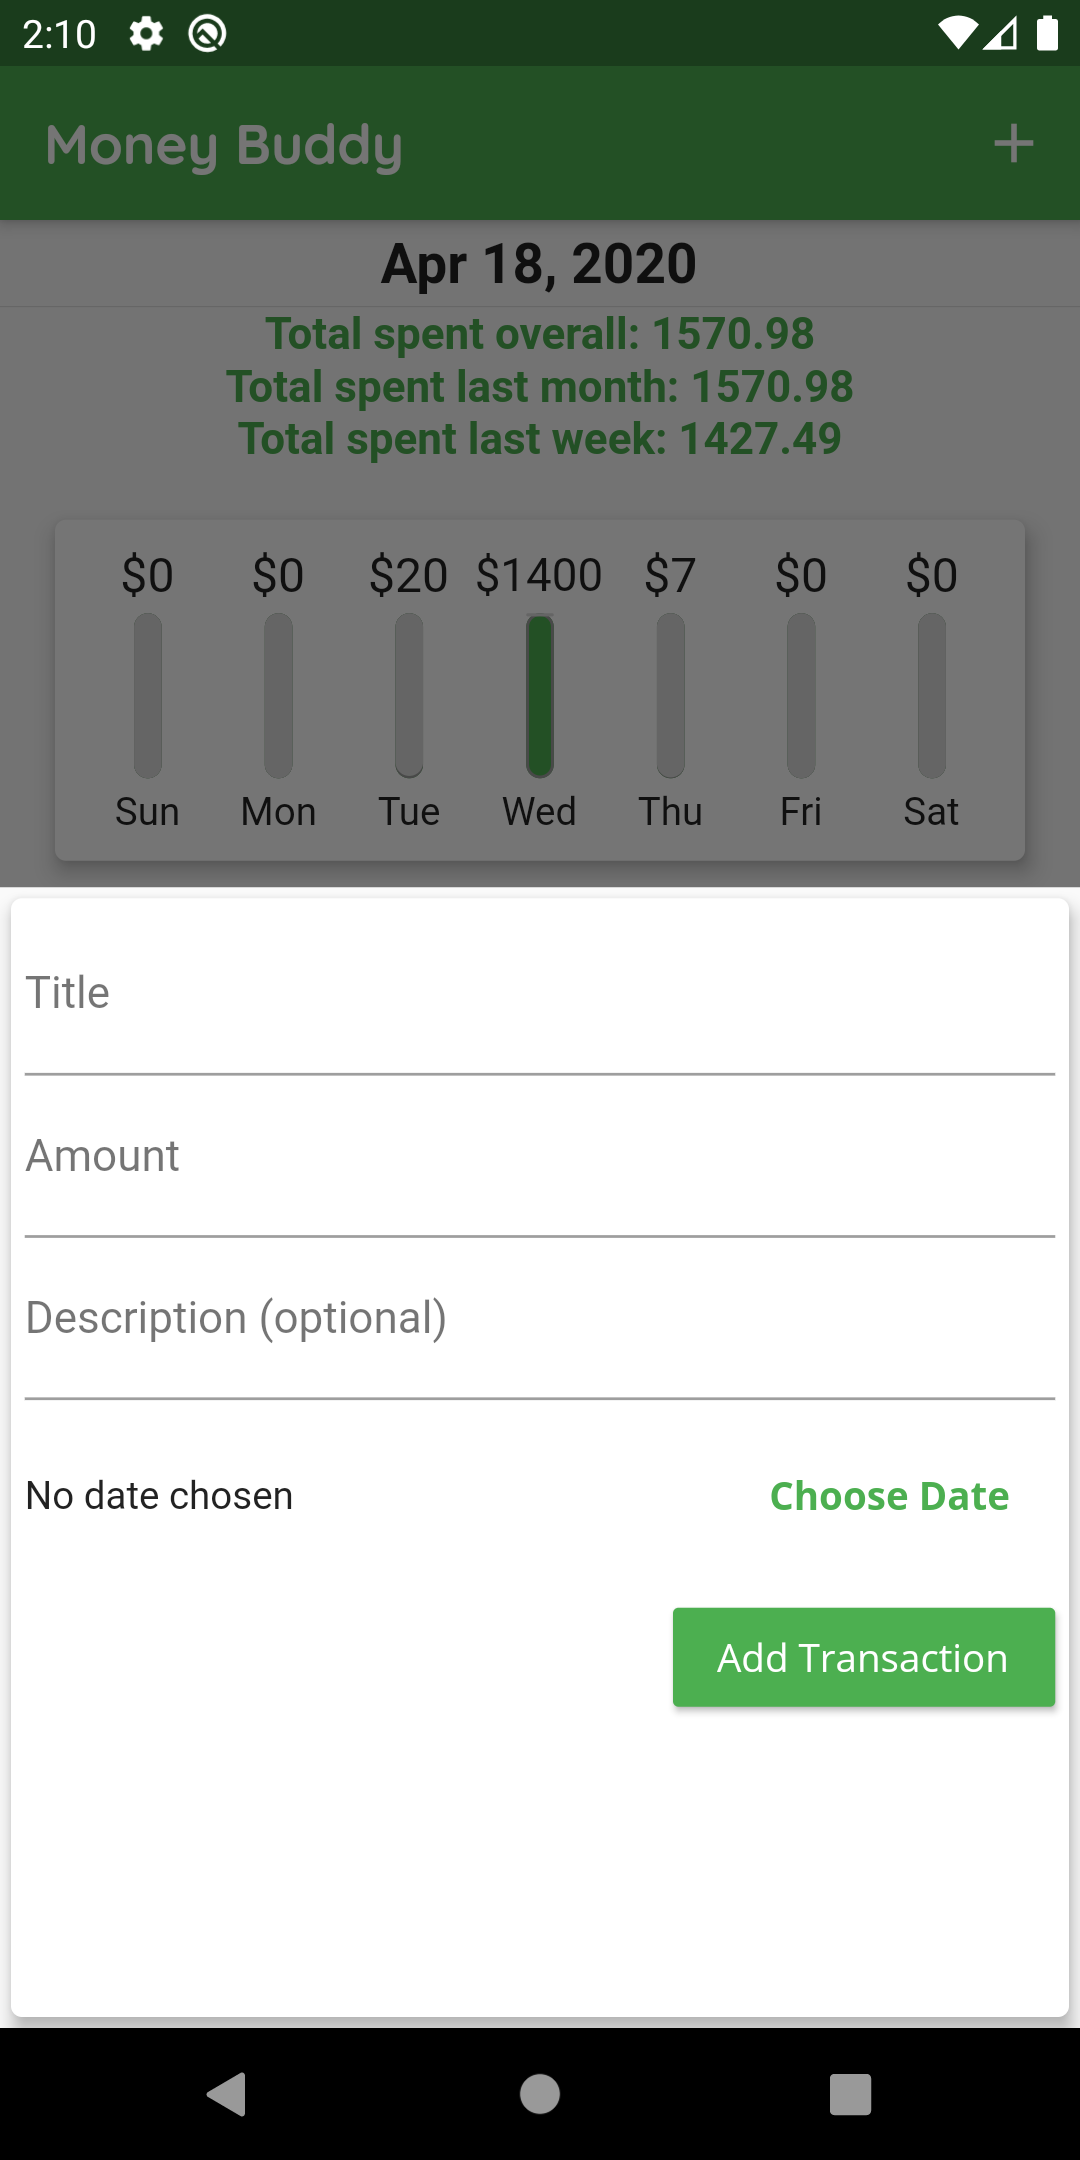 2:10
Money Buddy +
Apr 18, 2020
Total spent overall: 1570.98
Total spent last month: 1570.98
Total spent last week: 1427.49
$0 $0 $20 $1400 $7 $0 $0
Sun Mon Tue Wed Thu Fri Sat
Title
Amount
Description (optional)
No date chosen Choose Date
Add Transaction